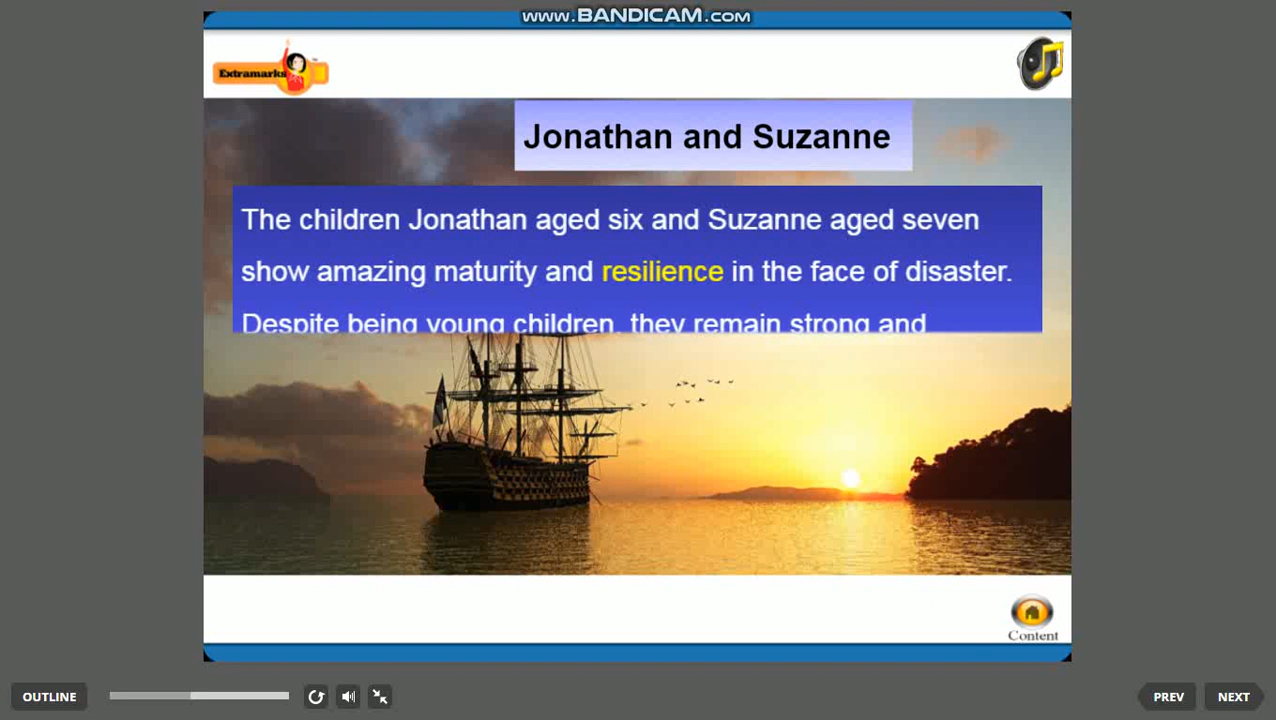 www.BANDICAM.com
Extramarks
Jonathan and Suzanne
The children Jonathan aged six and Suzanne aged seven
show amazing maturity and resilience in the face of disaster.
Despite being young children, they remain strong and
Content
OUTLINE
PREV
NEXT